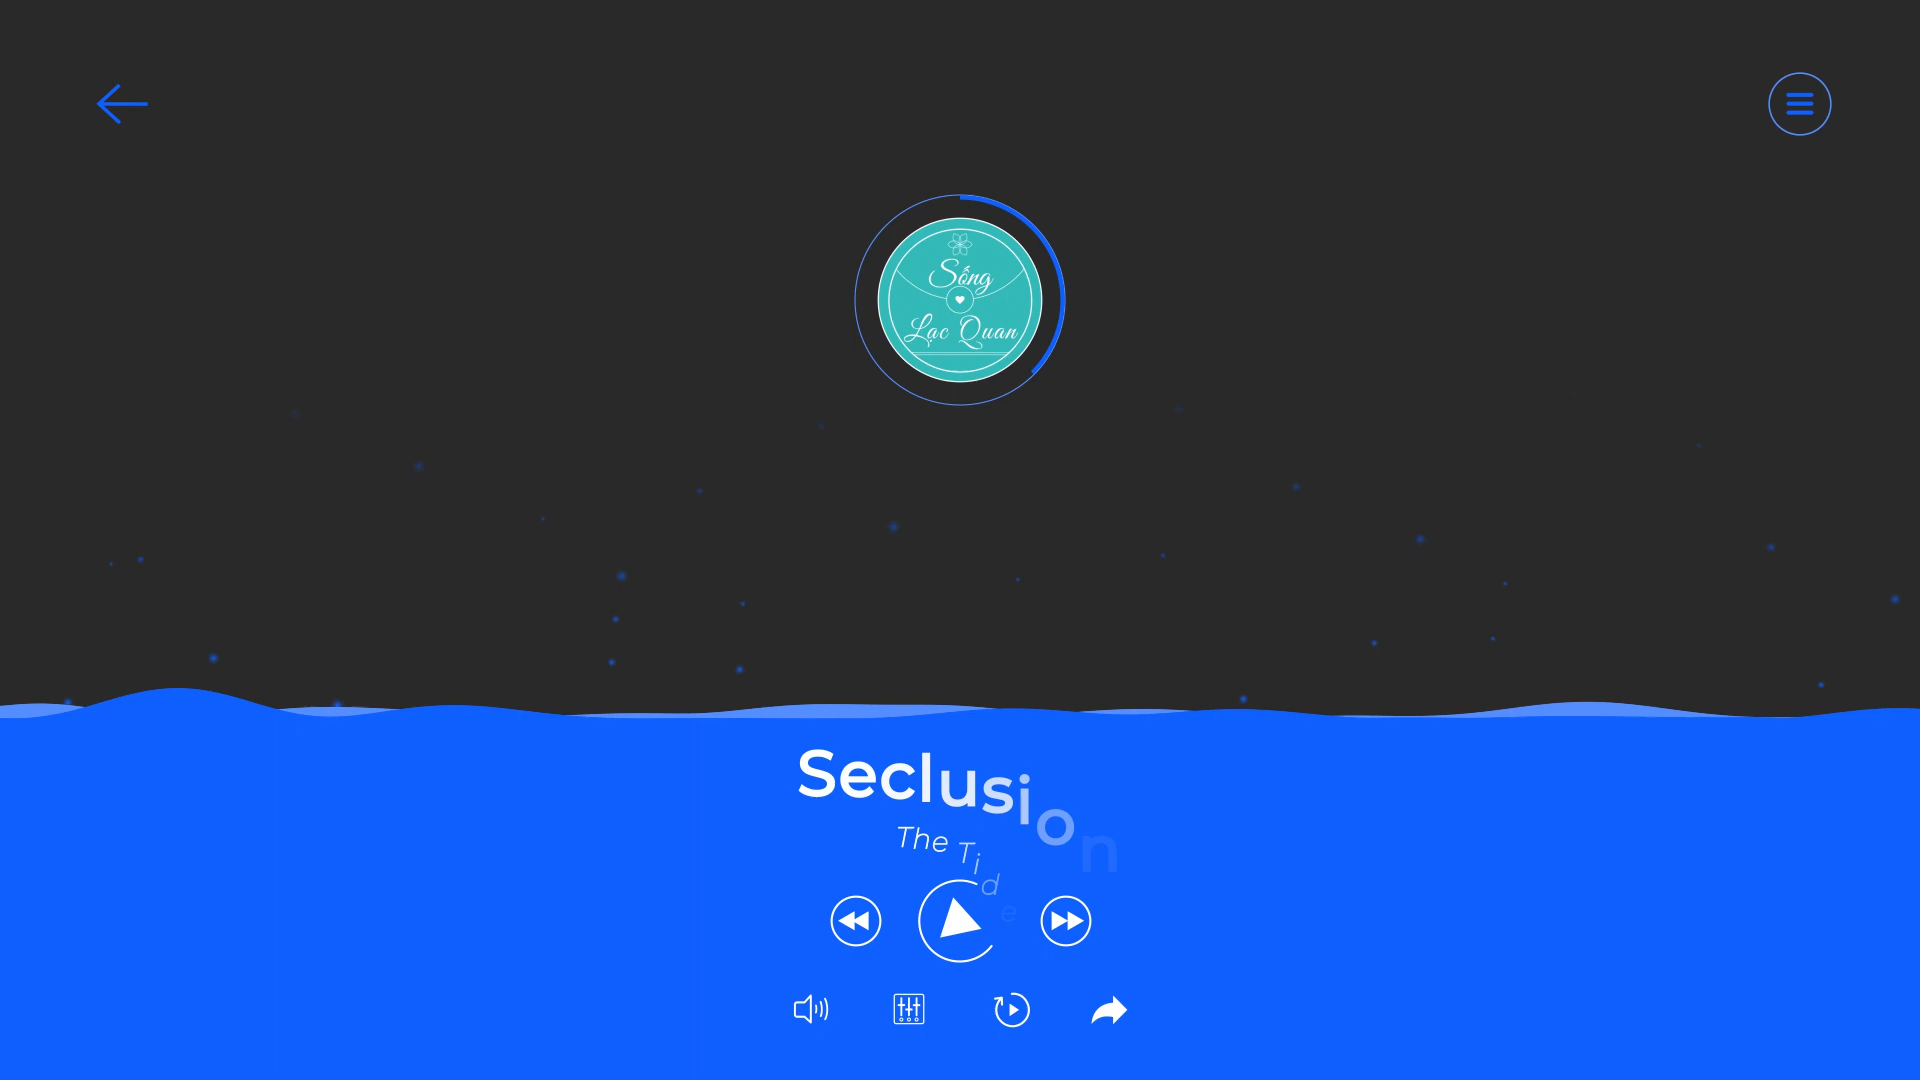 Sống
Lạc Quan
Seclusion
The Tide